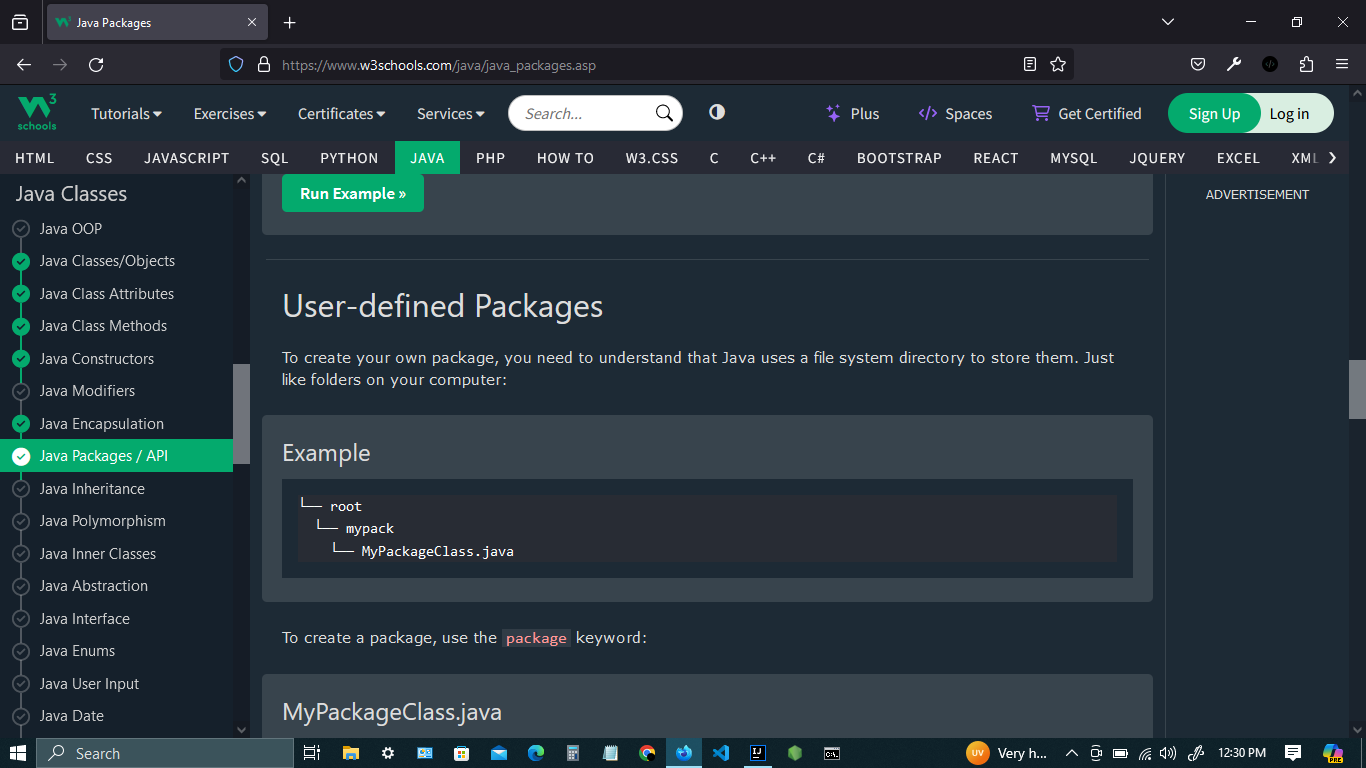 Java Packages
https://www.w3schools.com/java/java_packages.asp
W3 schools
Tutorials
Exercises
Certificates
Services
Search...
Plus
Spaces
Get Certified
Sign Up
Log in
HTML
CSS
JAVASCRIPT
SQL
PYTHON
JAVA
PHP
HOW TO
W3.CSS
C
C++
C#
BOOTSTRAP
REACT
MYSQL
JQUERY
EXCEL
XML
Java Classes
Java OOP
Java Classes/Objects
Java Class Attributes
Java Class Methods
Java Constructors
Java Modifiers
Java Encapsulation
Java Packages / API
Java Inheritance
Java Polymorphism
Java Inner Classes
Java Abstraction
Java Interface
Java Enums
Java User Input
Java Date
Run Example »
User-defined Packages
To create your own package, you need to understand that Java uses a file system directory to store them. Just
like folders on your computer:
Example
└── root
└── mypack
└── MyPackageClass.java
To create a package, use the package keyword:
MyPackageClass.java
ADVERTISEMENT
Search
UV
Very h...
12:30 PM
PRE